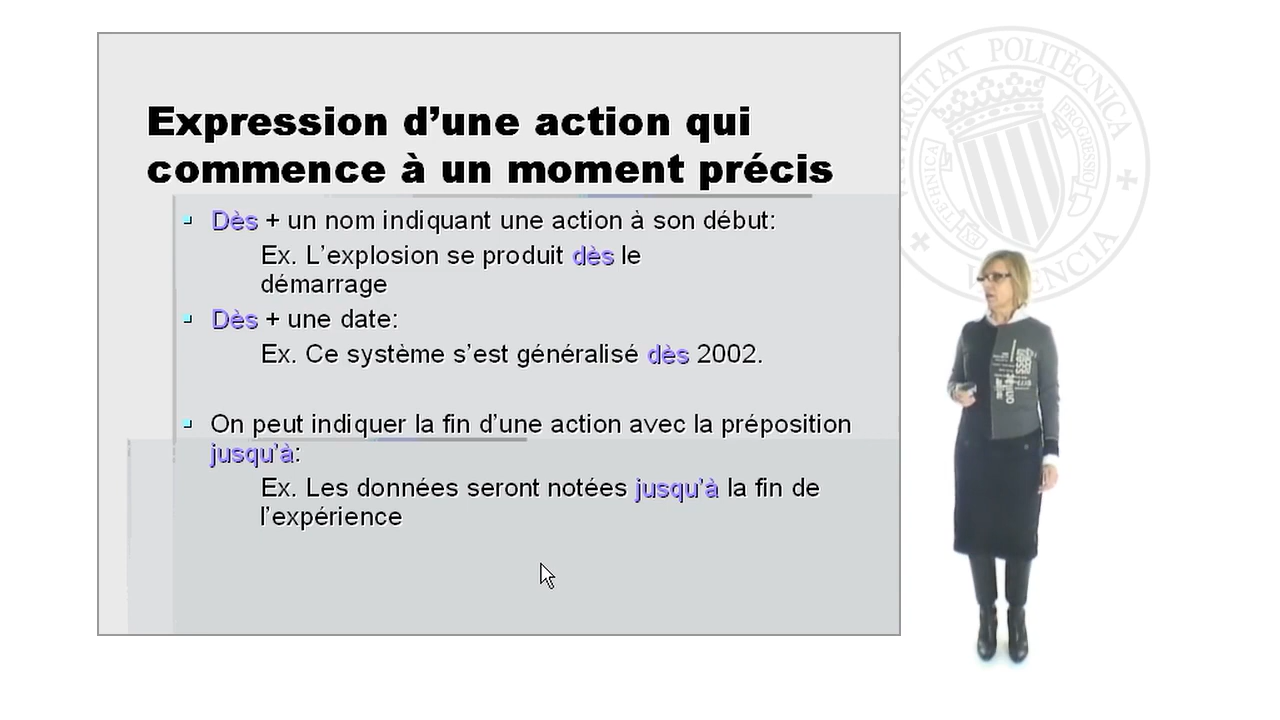 Expression d’une action qui
commence à un moment précis
▪ Dès + un nom indiquant une action à son début:
Ex. L’explosion se produit dès le
démarrage
▪ Dès + une date:
Ex. Ce système s’est généralisé dès 2002.
▪ On peut indiquer la fin d’une action avec la préposition
jusqu’à:
Ex. Les données seront notées jusqu’à la fin de
l’expérience
POLITÈCNICA